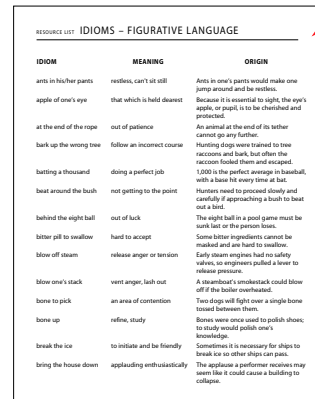 RESOURCE LIST IDIOMS – FIGURATIVE LANGUAGE
IDIOM MEANING ORIGIN
ants in his/her pants restless, can't sit still Ants in one's pants would make one
jump around and be restless.
apple of one's eye that which is held dearest Because it is essential to sight, the eye's
apple, or pupil, is to be cherished and
protected.
at the end of the rope out of patience An animal at the end of its tether
cannot go any further.
bark up the wrong tree follow an incorrect course Hunting dogs were trained to tree
raccoons and bark, but often the
raccoon fooled them and escaped.
batting a thousand doing a perfect job 1,000 is the perfect average in baseball,
with a base hit every time at bat.
beat around the bush not getting to the point Hunters need to proceed slowly and
carefully if approaching a bush to beat
out a bird.
behind the eight ball out of luck The eight ball in a pool game must be
sunk last or the person loses.
bitter pill to swallow hard to accept Some bitter ingredients cannot be
masked and are hard to swallow.
blow off steam release anger or tension Early steam engines had no safety
valves, so engineers pulled a lever to
release pressure.
blow one's stack vent anger, lash out A steamboat's smokestack could blow
off if the boiler overheated.
bone to pick an area of contention Two dogs will fight over a single bone
tossed between them.
bone up refine, study Bones were once used to polish shoes;
to study would polish one's
knowledge.
break the ice to initiate and be friendly Sometimes it is necessary for ships to
break ice so other ships can pass.
bring the house down applauding enthusiastically The applause a performer receives may
seem like it could cause a building to
collapse.